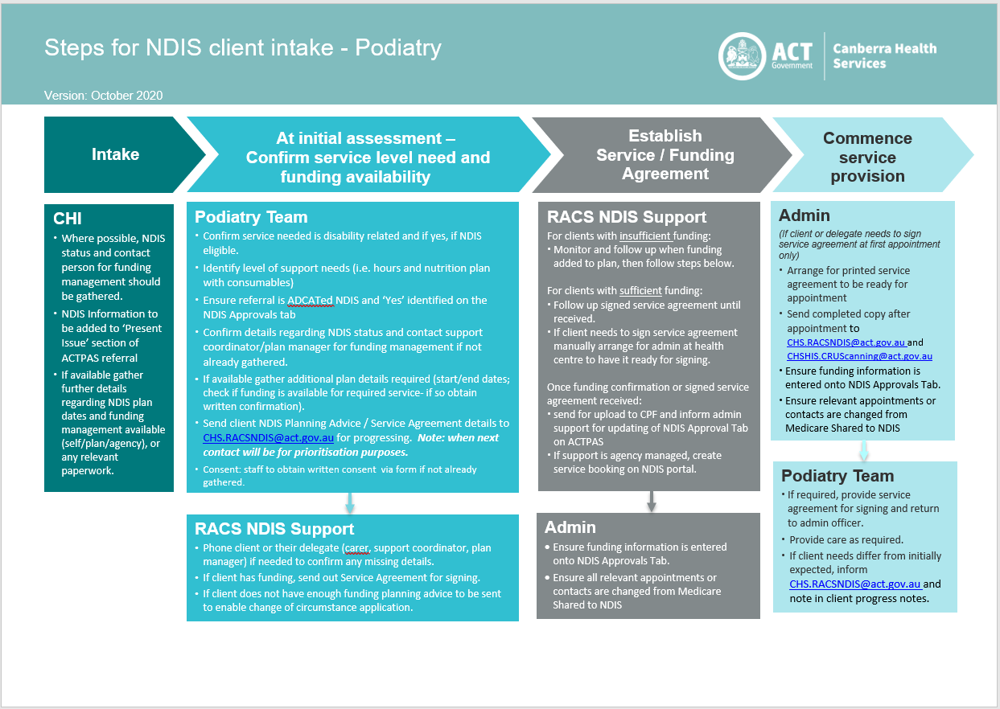 Steps for NDIS client intake - Podiatry
Version: October 2020
ACT
Government
Canberra Health
Services
Intake
At initial assessment –
Confirm service level need and
funding availability
Establish
Service / Funding
Agreement
Commence
service
provision
CHI
• Where possible, NDIS
status and contact
person for funding
management should
be gathered.
• NDIS Information to
be added to ‘Present
Issue’ section of
ACTPAS referral
• If available gather
further details
regarding NDIS plan
dates and funding
management available
(self/plan/agency), or
any relevant
paperwork.
Podiatry Team
• Confirm service needed is disability related and if yes, if NDIS
eligible.
• Identify level of support needs (i.e. hours and nutrition plan
with consumables)
• Ensure referral is ADCATed NDIS and ‘Yes’ identified on the
NDIS Approvals tab
• Confirm details regarding NDIS status and contact support
coordinator/plan manager for funding management if not
already gathered.
• If available gather additional plan details required (start/end dates;
check if funding is available for required service- if so obtain
written confirmation).
• Send client NDIS Planning Advice / Service Agreement details to
CHS.RACSNDIS@act.gov.au for progressing. Note: when next
contact will be for prioritisation purposes.
• Consent: staff to obtain written consent via form if not already
gathered.
RACS NDIS Support
• Phone client or their delegate (carer, support coordinator, plan
manager) if needed to confirm any missing details.
• If client has funding, send out Service Agreement for signing.
• If client does not have enough funding planning advice to be sent
to enable change of circumstance application.
RACS NDIS Support
For clients with insufficient funding:
• Monitor and follow up when funding
added to plan, then follow steps below.
For clients with sufficient funding:
• Follow up signed service agreement until
received.
• If client needs to sign service agreement
manually arrange for admin at health
centre to have it ready for signing.
Once funding confirmation or signed service
agreement received:
• send for upload to CPF and inform admin
support for updating of NDIS Approval Tab
on ACTPAS
• If support is agency managed, create
service booking on NDIS portal.
Admin
• Ensure funding information is entered
onto NDIS Approvals Tab.
• Ensure all relevant appointments or
contacts are changed from Medicare
Shared to NDIS
Admin
(If client or delegate needs to sign
service agreement at first appointment
only)
• Arrange for printed service
agreement to be ready for
appointment
• Send completed copy after
appointment to
CHS.RACSNDIS@act.gov.au and
CHSHIS.CRUScanning@act.gov.au
• Ensure funding information is
entered onto NDIS Approvals Tab.
• Ensure relevant appointments or
contacts are changed from
Medicare Shared to NDIS
Podiatry Team
• If required, provide service
agreement for signing and return
to admin officer.
• Provide care as required.
• If client needs differ from initially
expected, inform
CHS.RACSNDIS@act.gov.au and
note in client progress notes.